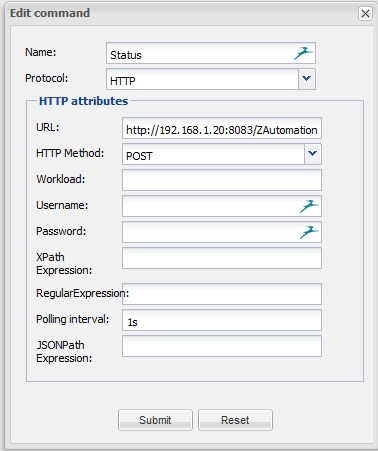 Edit command
Name: Status
Protocol: HTTP
HTTP attributes
URL: http://192.168.1.20:8083/ZAutomation
HTTP Method: POST
Workload:
Username:
Password:
XPath
Expression:
RegularExpression:
Polling interval: 1s
JSONPath
Expression:
Submit Reset